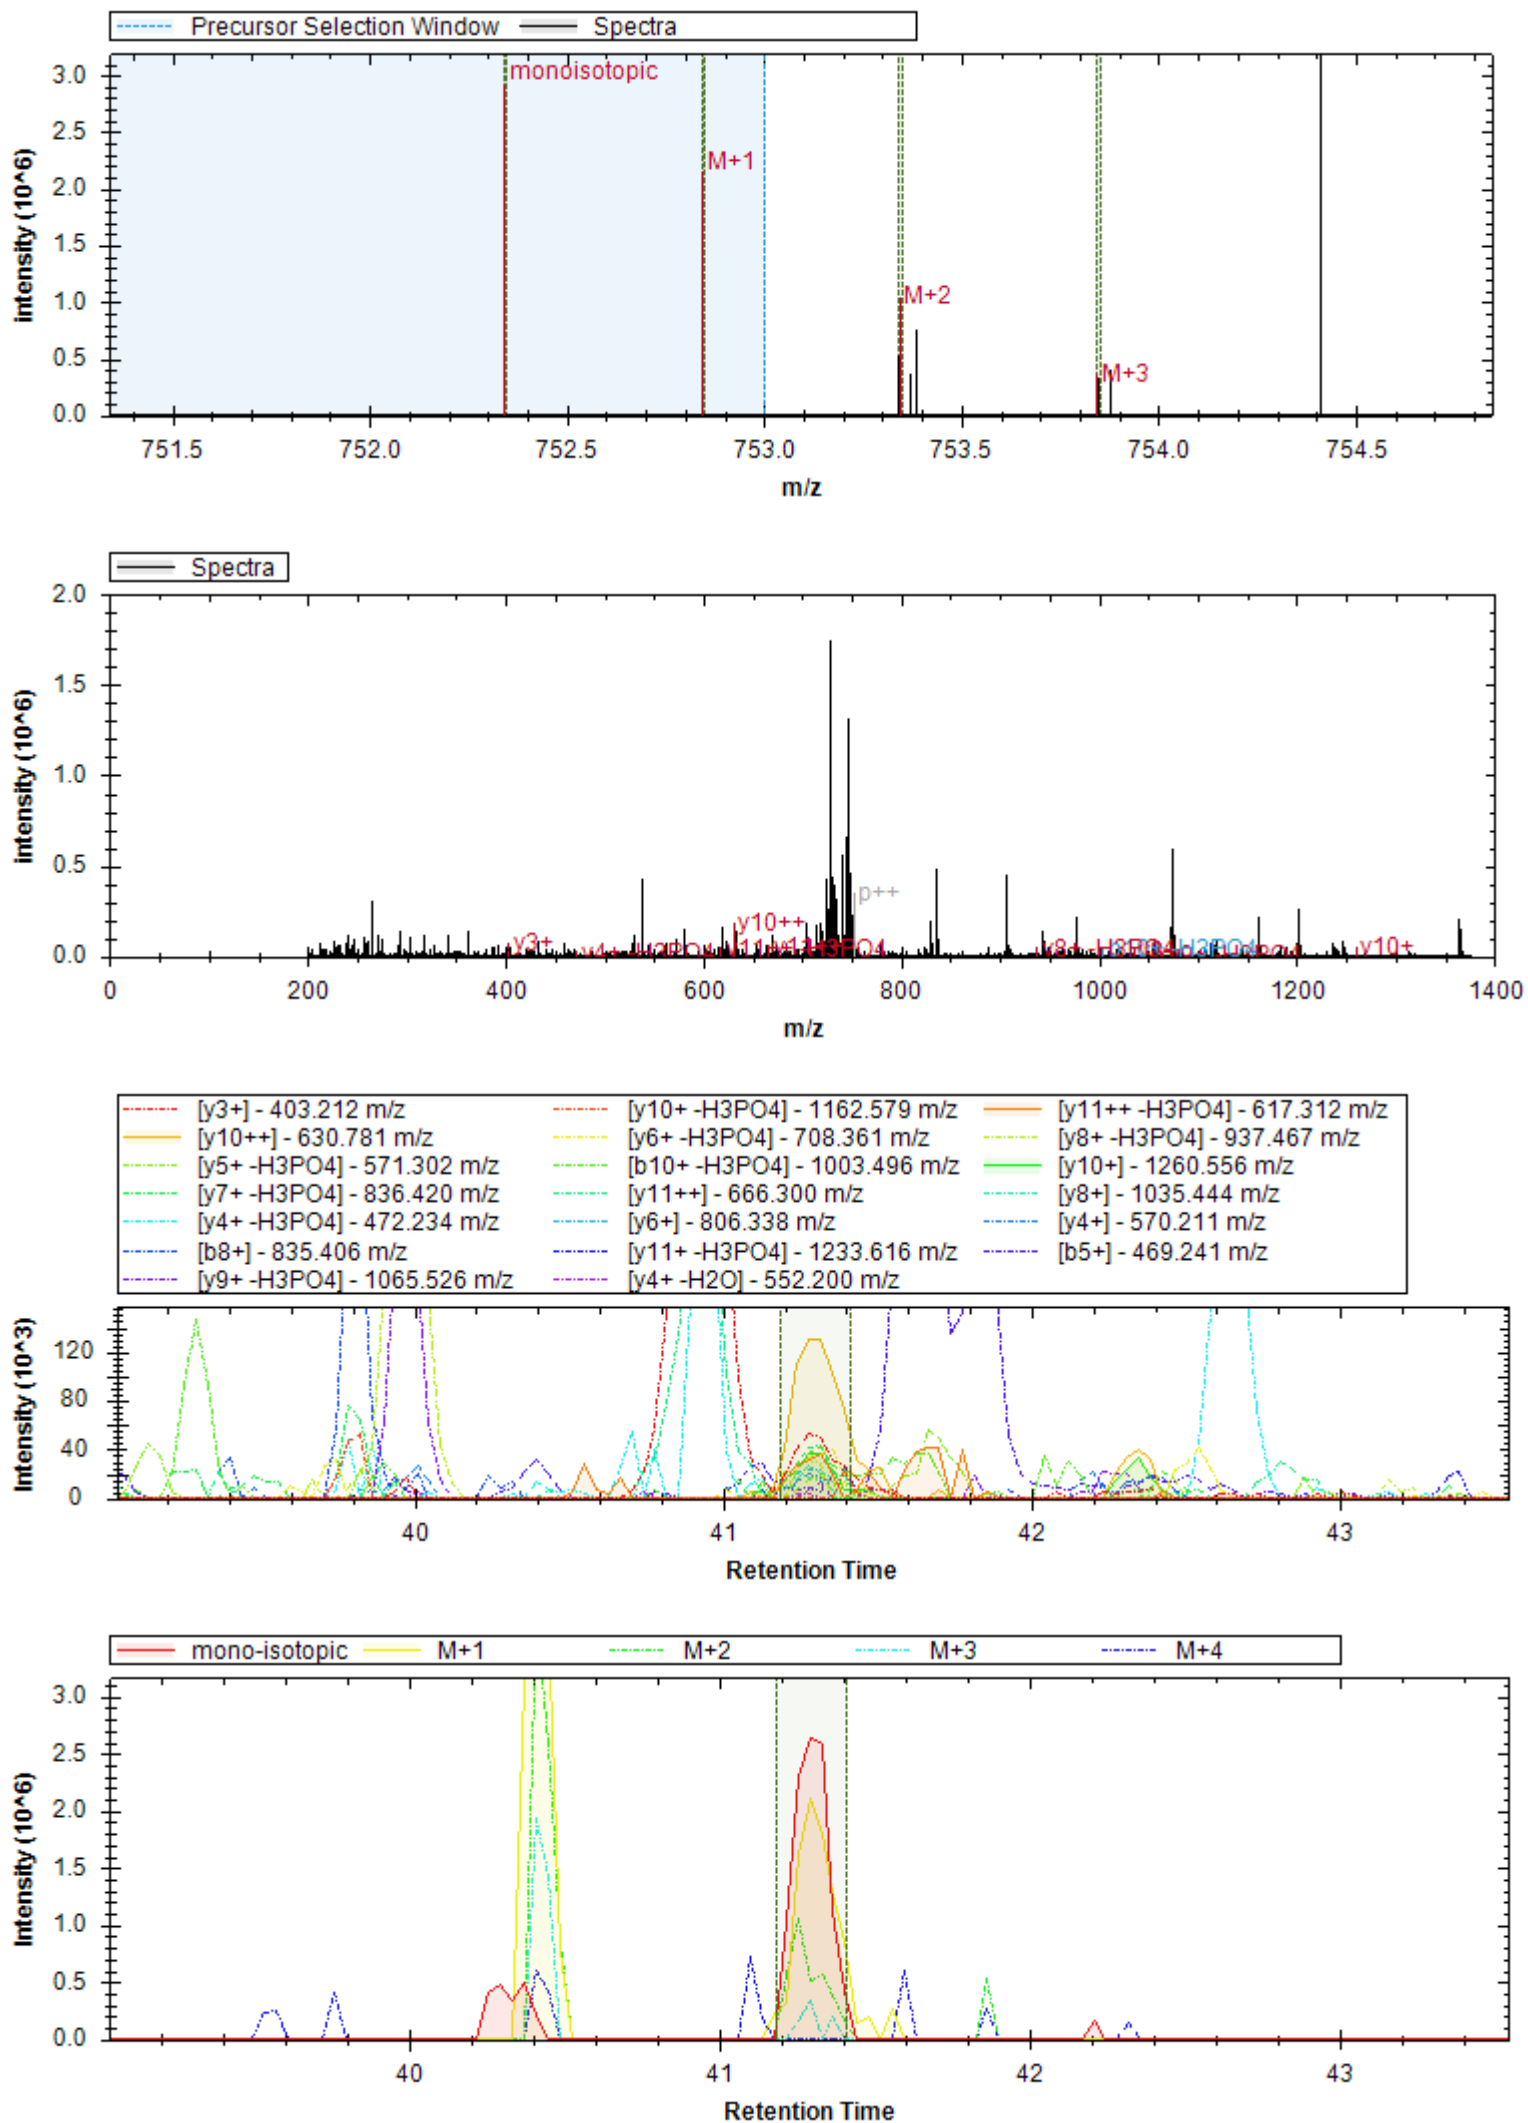 Precursor Selection Window Spectra
monoisotopic
M+1
M+2
M+3
3.0
2.5
2.0
1.5
1.0
0.5
0.0
intensity (10^6)
751.5 752.0 752.5 753.0 753.5 754.0 754.5
m/z
Spectra
2.0
1.5
1.0
0.5
0.0
intensity (10^6)
p++
y10++
y3+
y10+
0 200 400 600 800 1000 1200 1400
m/z
[y3+] - 403.212 m/z [y10+ -H3PO4] - 1162.579 m/z [y11++ -H3PO4] - 617.312 m/z
[y10++] - 630.781 m/z [y6+ -H3PO4] - 708.361 m/z [y8+ -H3PO4] - 937.467 m/z
[y5+ -H3PO4] - 571.302 m/z [b10+ -H3PO4] - 1003.496 m/z [y10+] - 1260.556 m/z
[y7+ -H3PO4] - 836.420 m/z [y11++] - 666.300 m/z [y8+] - 1035.444 m/z
[y4+ -H3PO4] - 472.234 m/z [y6+] - 806.338 m/z [y4+] - 570.211 m/z
[b8+] - 835.406 m/z [y11+ -H3PO4] - 1233.616 m/z [b5+] - 469.241 m/z
[y9+ -H3PO4] - 1065.526 m/z [y4+ -H2O] - 552.200 m/z
120
80
40
0
Intensity (10^3)
40 41 42 43
Retention Time
mono-isotopic M+1 M+2 M+3 M+4
3.0
2.5
2.0
1.5
1.0
0.5
0.0
Intensity (10^6)
40 41 42 43
Retention Time